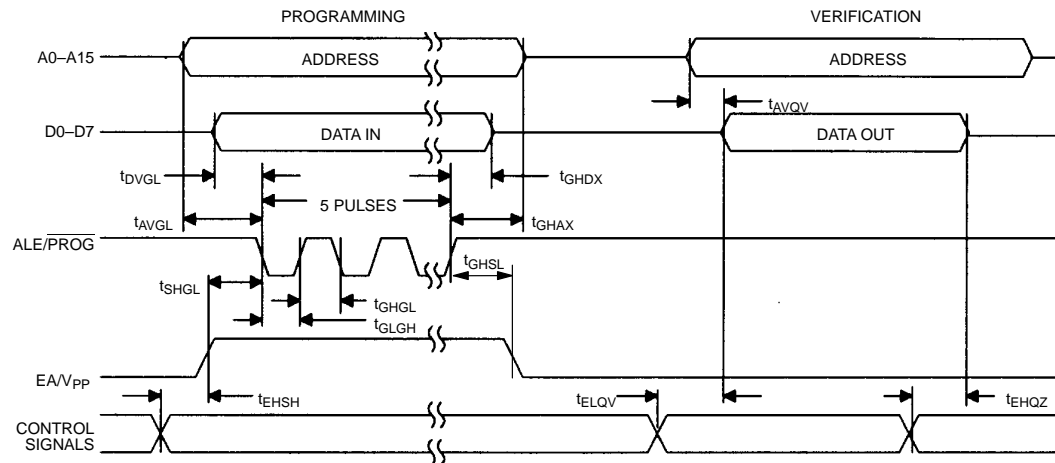 PROGRAMMING VERIFICATION
A0–A15 ADDRESS ADDRESS
tAVQV
D0–D7 DATA IN DATA OUT
tDVGL tGHDX
5 PULSES
tAVGL tGHAX
ALE/PROG
tGHSL
tSHGL
tGHGL
tGLGH
EA/VPP
tEHSH tELQV tEHQZ
CONTROL
SIGNALS